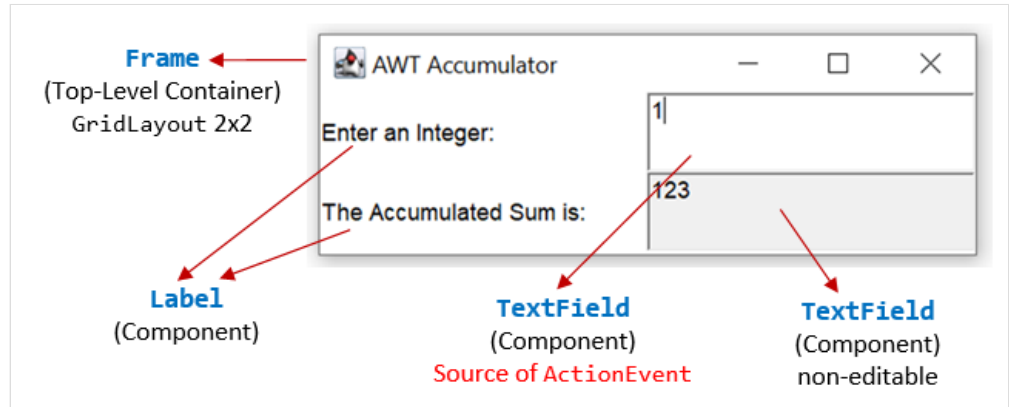 Frame
(Top-Level Container)
GridLayout 2x2
AWT Accumulator
Enter an Integer:
1
The Accumulated Sum is:
123
Label
(Component)
TextField
(Component)
Source of ActionEvent
TextField
(Component)
non-editable